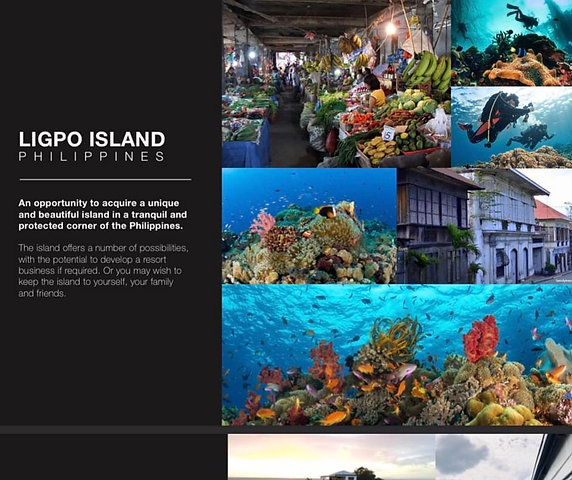 LIGPO ISLAND
PHILIPPINES
An opportunity to acquire a unique
and beautiful island in a tranquil and
protected corner of the Philippines.
The island offers a number of possibilities,
with the potential to develop a resort
business if required. Or you may wish to
keep the island to yourself, your family
and friends.